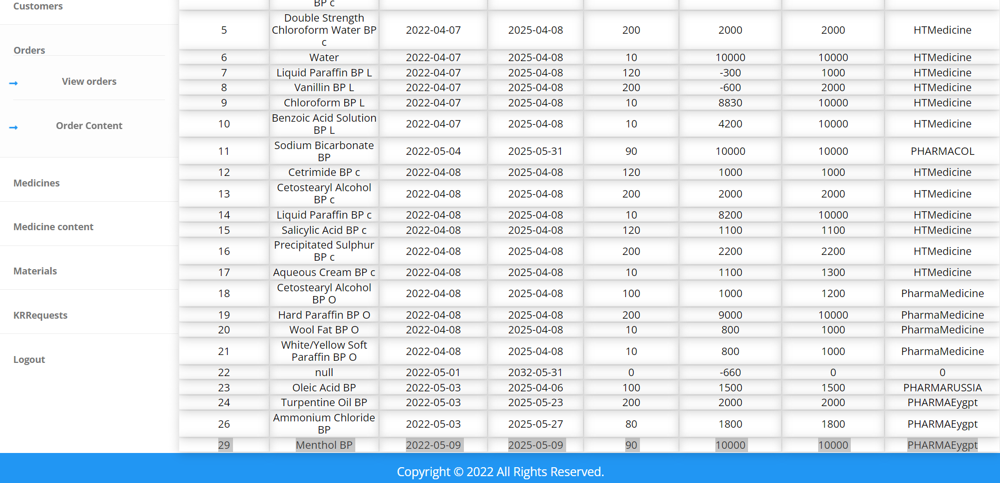 Customers
Orders
View orders
Order Content
Medicines
Medicine content
Materials
KRRequests
Logout
BP c
5 Double Strength Chloroform Water BP c 2022-04-07 2025-04-08 200 2000 2000 HTMedicine
6 Water 2022-04-07 2025-04-08 10 10000 10000 HTMedicine
7 Liquid Paraffin BP L 2022-04-07 2025-04-08 120 -300 1000 HTMedicine
8 Vanillin BP L 2022-04-07 2025-04-08 200 -600 2000 HTMedicine
9 Chloroform BP L 2022-04-07 2025-04-08 10 8830 10000 HTMedicine
10 Benzoic Acid Solution BP L 2022-04-07 2025-04-08 10 4200 10000 HTMedicine
11 Sodium Bicarbonate BP 2022-05-04 2025-05-31 90 10000 10000 PHARMACOL
12 Cetrimide BP c 2022-04-08 2025-04-08 120 1000 1000 HTMedicine
13 Cetostearyl Alcohol BP c 2022-04-08 2025-04-08 200 2000 2000 HTMedicine
14 Liquid Paraffin BP c 2022-04-08 2025-04-08 10 8200 10000 HTMedicine
15 Salicylic Acid BP c 2022-04-08 2025-04-08 120 1100 1100 HTMedicine
16 Precipitated Sulphur BP c 2022-04-08 2025-04-08 200 2200 2200 HTMedicine
17 Aqueous Cream BP c 2022-04-08 2025-04-08 10 1100 1300 HTMedicine
18 Cetostearyl Alcohol BP O 2022-04-08 2025-04-08 100 1000 1200 PharmaMedicine
19 Hard Paraffin BP O 2022-04-08 2025-04-08 200 9000 10000 PharmaMedicine
20 Wool Fat BP O 2022-04-08 2025-04-08 10 800 1000 PharmaMedicine
21 White/Yellow Soft Paraffin BP O 2022-04-08 2025-04-08 10 800 1000 PharmaMedicine
22 null 2022-05-01 2032-05-31 0 -660 0 0
23 Oleic Acid BP 2022-05-03 2025-04-06 100 1500 1500 PHARMARUSSIA
24 Turpentine Oil BP 2022-05-03 2025-05-23 200 2000 2000 PHARMAEygpt
26 Ammonium Chloride BP 2022-05-03 2025-05-27 80 1800 1800 PHARMAEygpt
29 Menthol BP 2022-05-09 2025-05-09 90 10000 10000 PHARMAEygpt
Copyright © 2022 All Rights Reserved.